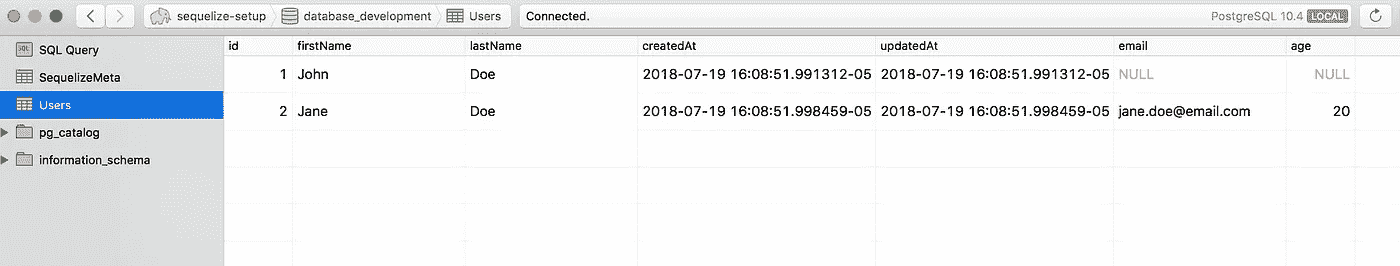 sequelize-setup database_development Users Connected. PostgreSQL 10.4 LOCAL
SQL SQL Query
SequelizeMeta
Users
pg_catalog
information_schema
id firstName lastName createdAt updatedAt email age
1 John Doe 2018-07-19 16:08:51.991312-05 2018-07-19 16:08:51.991312-05 NULL NULL
2 Jane Doe 2018-07-19 16:08:51.998459-05 2018-07-19 16:08:51.998459-05 jane.doe@email.com 20